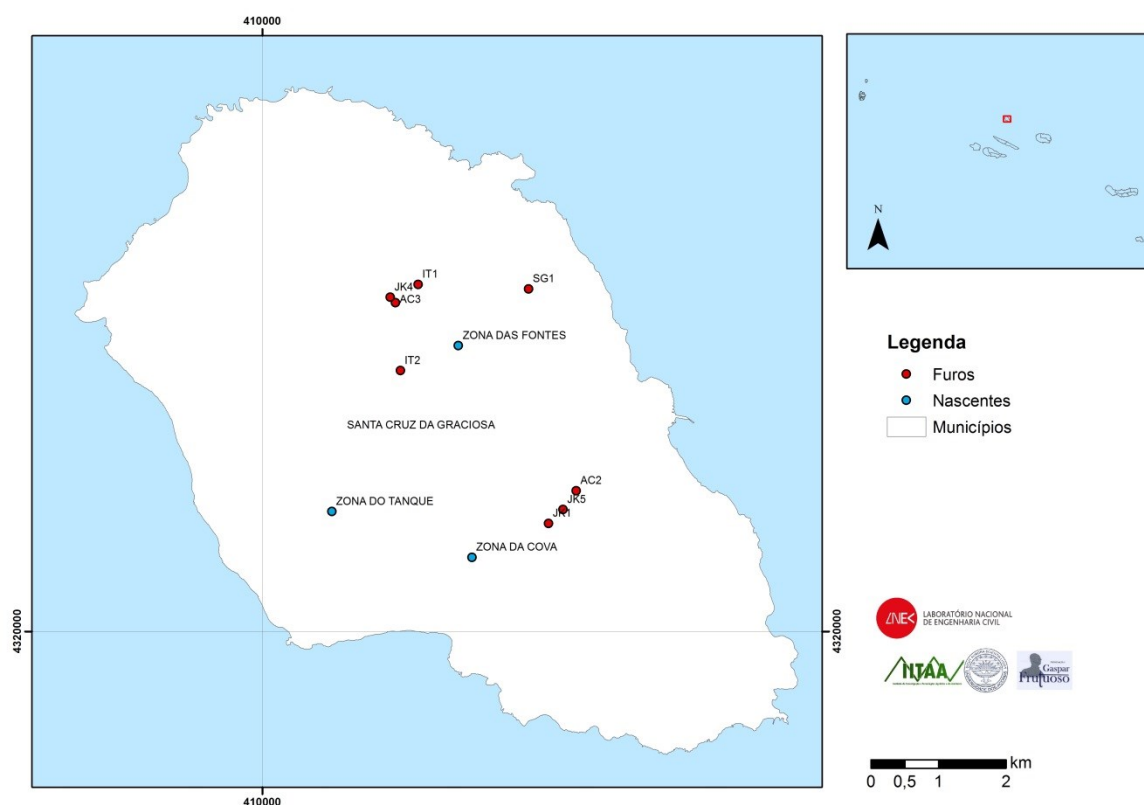 410000
IT1
SG1
JK4
AC3
ZONA DAS FONTES
IT2
SANTA CRUZ DA GRACIOSA
AC2
JK5
ZONA DO TANQUE
JK1
ZONA DA COVA
4320000
4320000
410000
N
Legenda
Furos
Nascentes
Municípios
LNEC
LABORATÓRIO NACIONAL
DE ENGENHARIA CIVIL
IITAA
Gaspar
Frutuoso
km
0 0,5 1 2